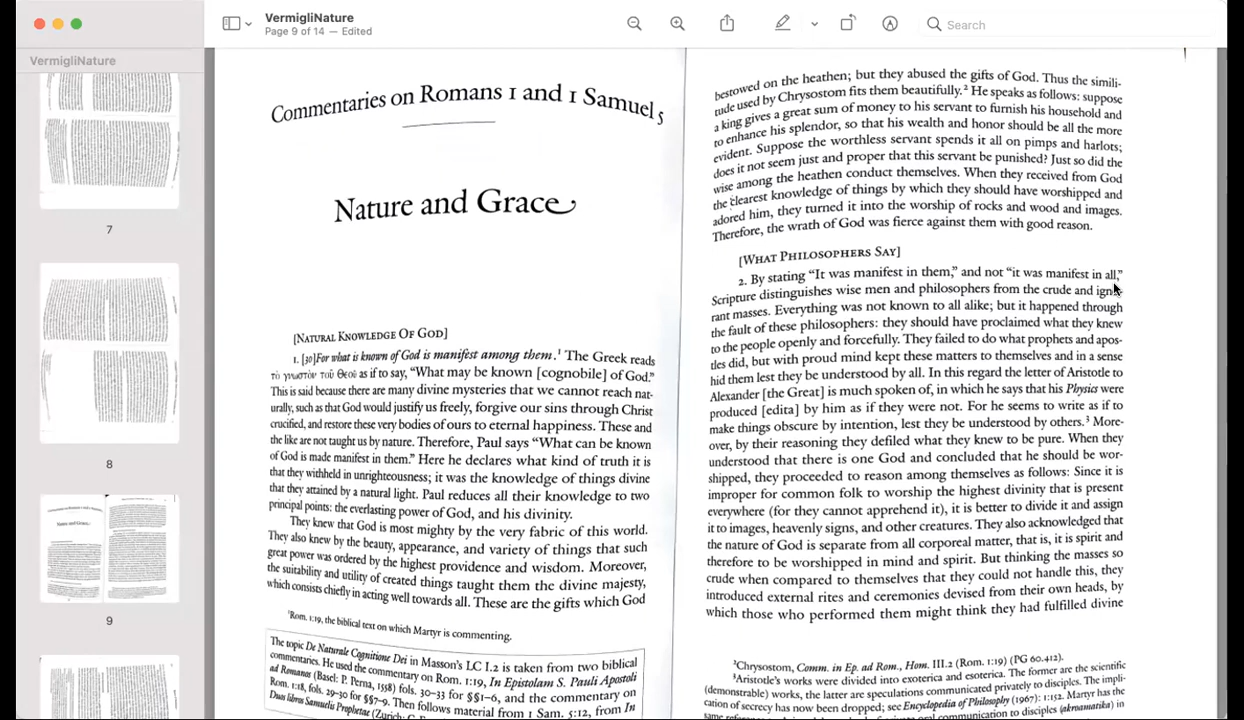 VermigliNature
Page 9 of 14 — Edited
Search
VermigliNature
7
8
9
Commentaries on Romans 1 and 1 Samuel 5
Nature and Grace
[Natural Knowledge Of God]
1. [30]For what is known of God is manifest among them.¹ The Greek reads
τὸ γνωστὸν τοῦ Θεοῦ as if to say, “What may be known [cognobile] of God.”
This is said because there are many divine mysteries that we cannot reach nat-
urally, such as that God would justify us freely, forgive our sins through Christ
crucified, and restore these very bodies of ours to eternal happiness. These and
the like are not taught us by nature. Therefore, Paul says “What can be known
of God is made manifest in them.” Here he declares what kind of truth it is
that they withheld in unrighteousness; it was the knowledge of things divine
that they attained by a natural light. Paul reduces all their knowledge to two
principal points: the everlasting power of God, and his divinity.
They knew that God is most mighty by the very fabric of this world.
They also knew by the beauty, appearance, and variety of things that such
great power was ordered by the highest providence and wisdom. Moreover,
the suitability and utility of created things taught them the divine majesty,
which consists chiefly in acting well towards all. These are the gifts which God
¹Rom. 1:19, the biblical text on which Martyr is commenting.
The topic De Naturale Cognitione Dei in Masson's LC I.2 is taken from two biblical
commentaries. He used the commentary on Rom. 1:19, In Epistolam S. Pauli Apostoli
ad Romanos (Basel: P. Perna, 1558) fols. 30–33 for §§1–6, and the commentary on
Rom. 1:18, fols. 29–30 for §§7–9. Then follows material from 1 Sam. 5:12, from In
Duos libros Samuelis Prophetae (Zurich:
bestowed on the heathen; but they abused the gifts of God. Thus the simili-
tude used by Chrysostom fits them beautifully.² He speaks as follows: suppose
a king gives a great sum of money to his servant to furnish his household and
to enhance his splendor, so that his wealth and honor should be all the more
evident. Suppose the worthless servant spends it all on pimps and harlots;
does it not seem just and proper that this servant be punished? Just so did the
wise among the heathen conduct themselves. When they received from God
the clearest knowledge of things by which they should have worshipped and
adored him, they turned it into the worship of rocks and wood and images.
Therefore, the wrath of God was fierce against them with good reason.
[What Philosophers Say]
2. By stating “It was manifest in them,” and not “it was manifest in all,”
Scripture distinguishes wise men and philosophers from the crude and igno-
rant masses. Everything was not known to all alike; but it happened through
the fault of these philosophers: they should have proclaimed what they knew
to the people openly and forcefully. They failed to do what prophets and apos-
tles did, but with proud mind kept these matters to themselves and in a sense
hid them lest they be understood by all. In this regard the letter of Aristotle to
Alexander [the Great] is much spoken of, in which he says that his Physics were
produced [edita] by him as if they were not. For he seems to write as if to
make things obscure by intention, lest they be understood by others.³ More-
over, by their reasoning they defiled what they knew to be pure. When they
understood that there is one God and concluded that he should be wor-
shipped, they proceeded to reason among themselves as follows: Since it is
improper for common folk to worship the highest divinity that is present
everywhere (for they cannot apprehend it), it is better to divide it and assign
it to images, heavenly signs, and other creatures. They also acknowledged that
the nature of God is separate from all corporeal matter, that is, it is spirit and
therefore to be worshipped in mind and spirit. But thinking the masses so
crude when compared to themselves that they could not handle this, they
introduced external rites and ceremonies devised from their own heads, by
which those who performed them might think they had fulfilled divine
²Chrysostom, Comm. in Ep. ad Rom., Hom. III.2 (Rom. 1:19) (PG 60.412).
³Aristotle's works were divided into exoterica and esoterica. The former are the scientific
(demonstrable) works, the latter are speculations communicated privately to disciples. The impli-
cation of secrecy has now been dropped; see Encyclopedia of Philosophy (1967): 1:152. Martyr has the
communication to disciples (akroamatika) in